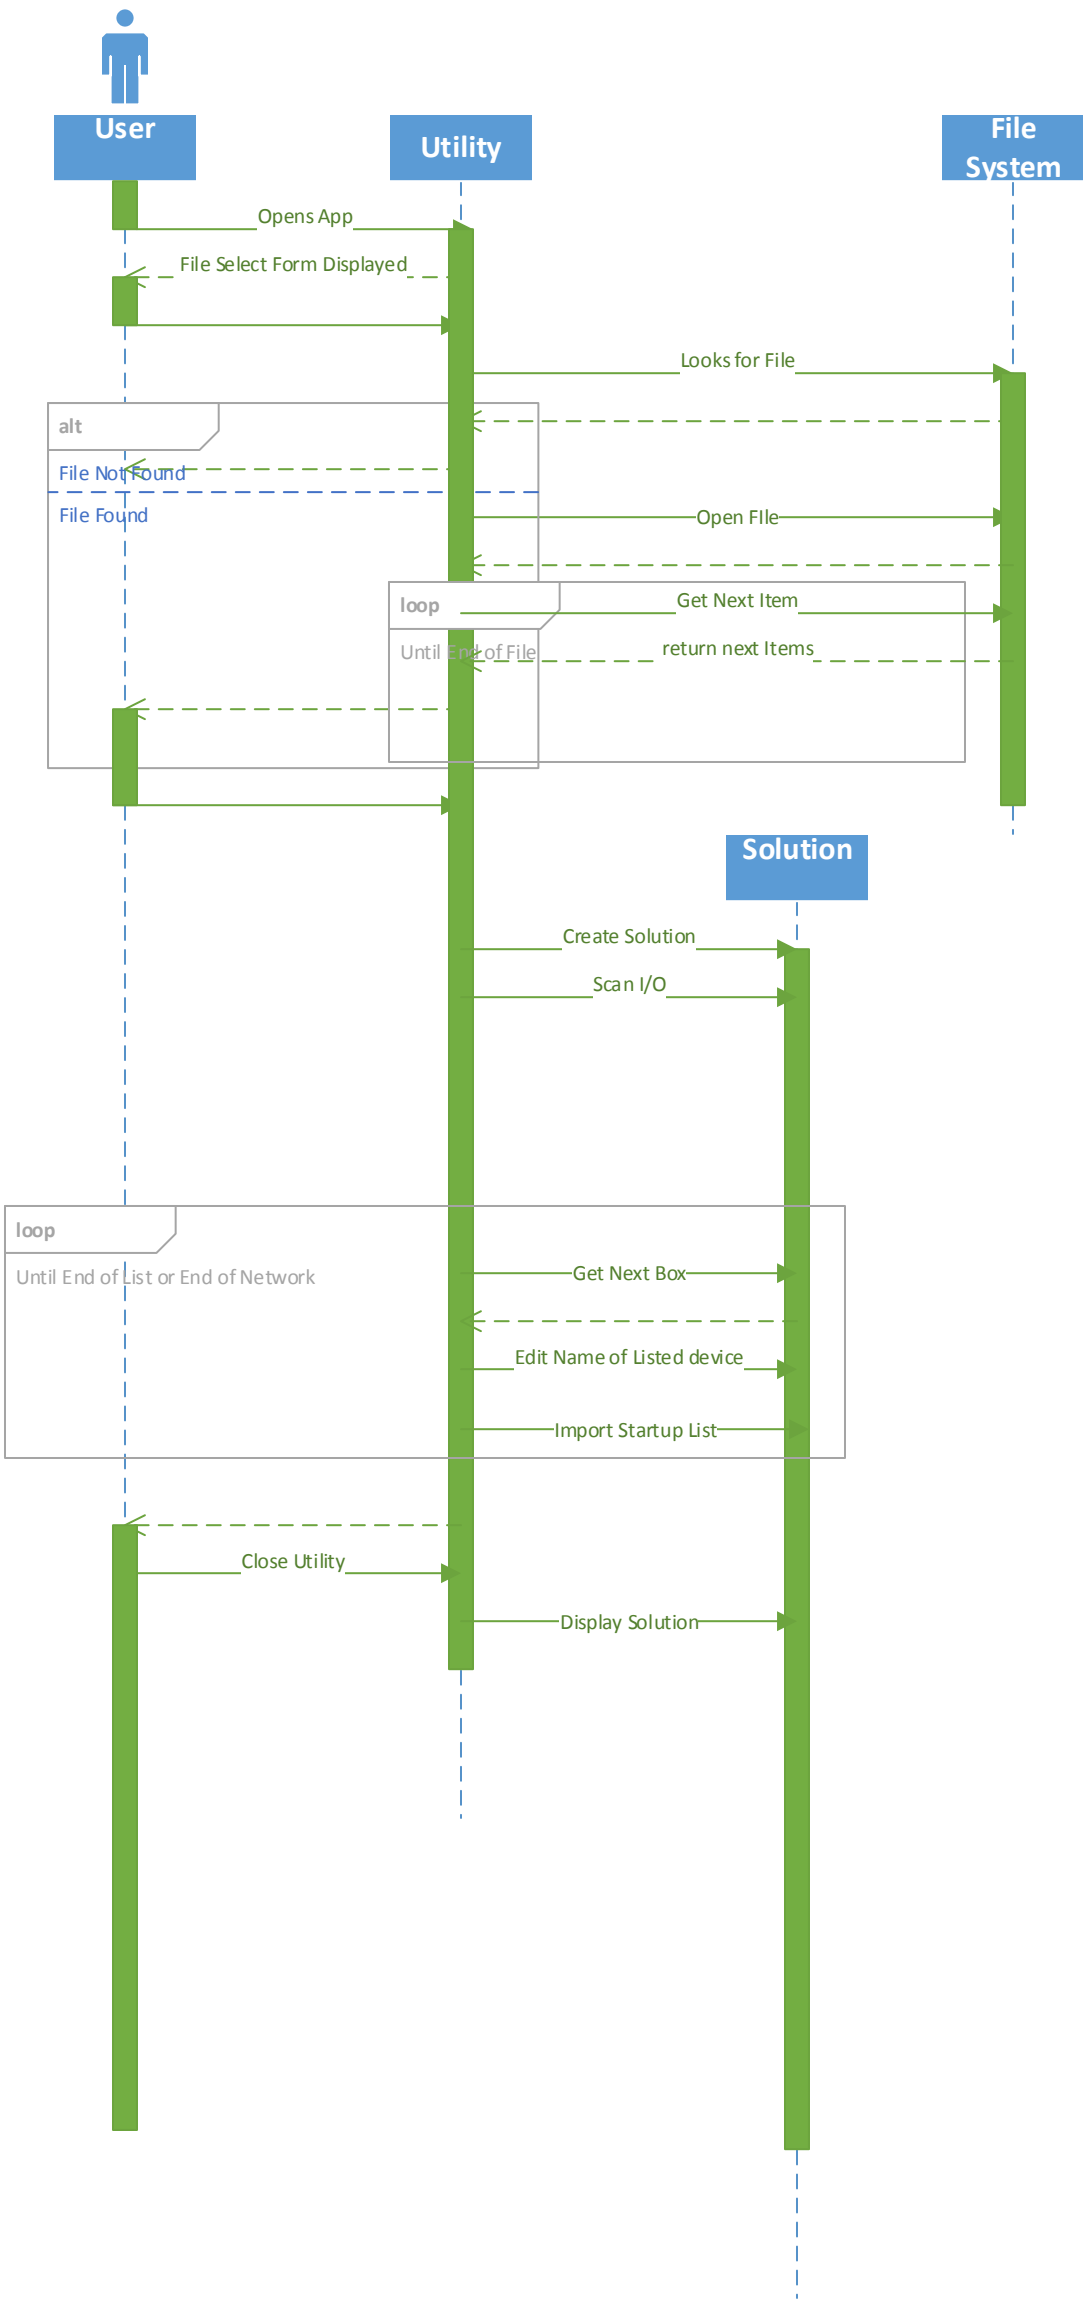 User
Utility
File
System
Opens App
File Select Form Displayed
Looks for File
alt
File Not Found
File Found
Open FIle
loop
Get Next Item
Until End of File
return next Items
Solution
Create Solution
Scan I/O
loop
Until End of List or End of Network
Get Next Box
Edit Name of Listed device
Import Startup List
Close Utility
Display Solution